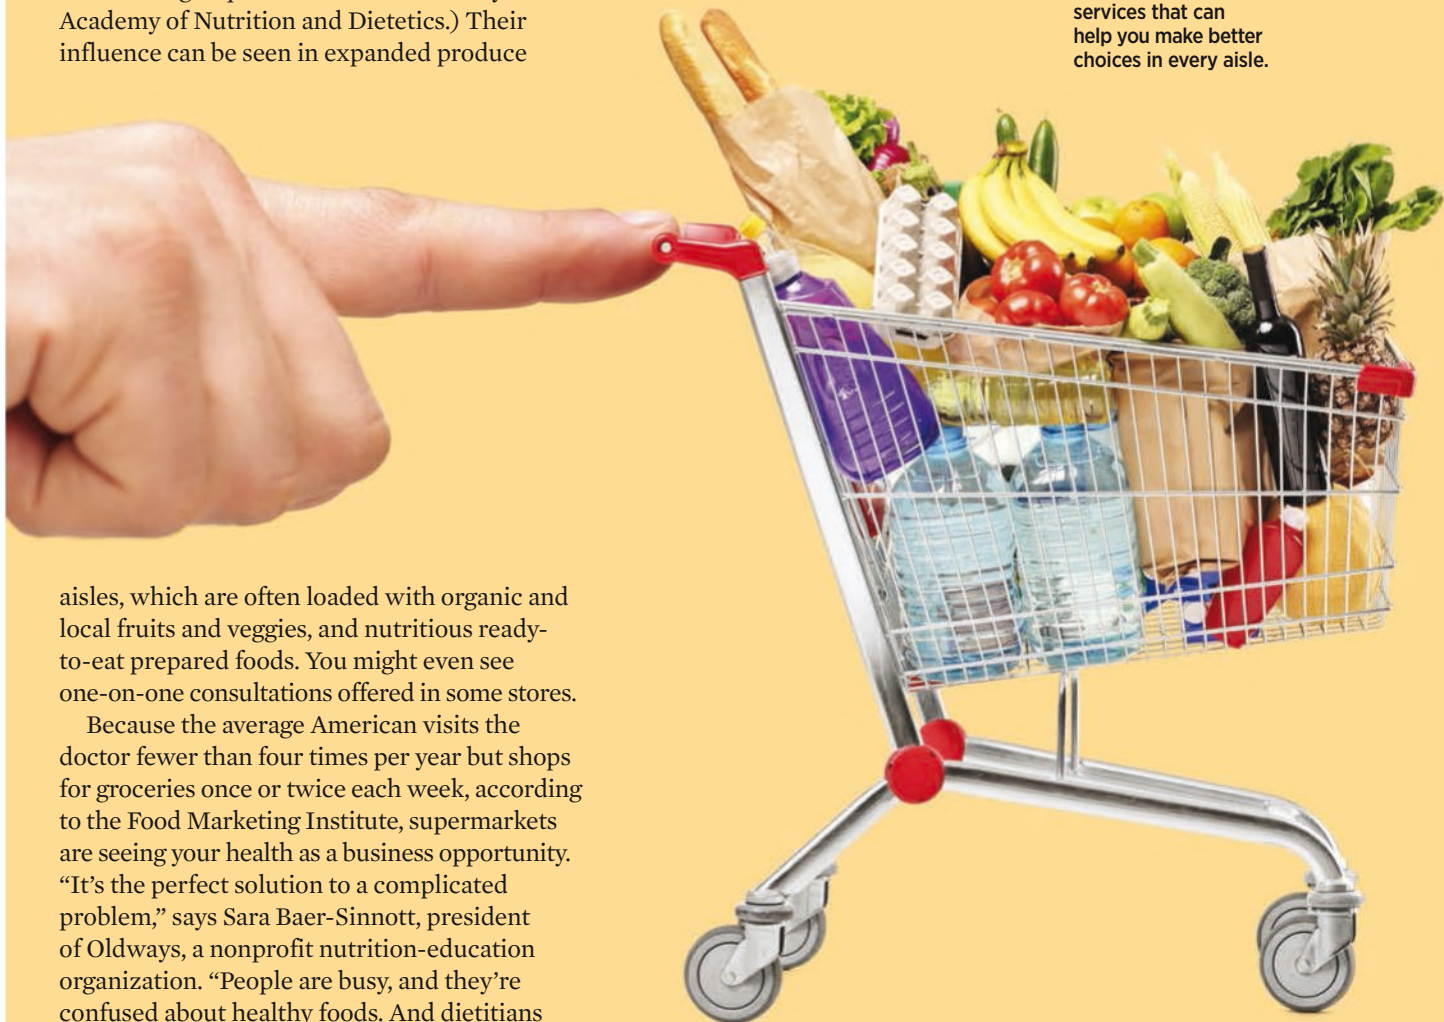 Academy of Nutrition and Dietetics.) Their
influence can be seen in expanded produce
services that can
help you make better
choices in every aisle.
aisles, which are often loaded with organic and
local fruits and veggies, and nutritious ready-
to-eat prepared foods. You might even see
one-on-one consultations offered in some stores.
Because the average American visits the
doctor fewer than four times per year but shops
for groceries once or twice each week, according
to the Food Marketing Institute, supermarkets
are seeing your health as a business opportunity.
“It’s the perfect solution to a complicated
problem,” says Sara Baer-Sinnott, president
of Oldways, a nonprofit nutrition-education
organization. “People are busy, and they’re
confused about healthy foods. And dietitians